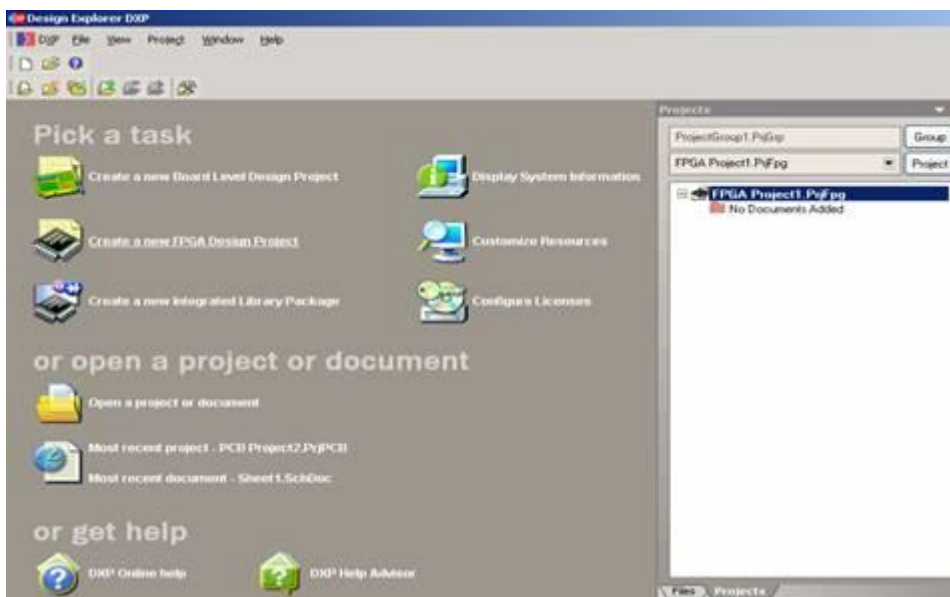 Design Explorer DXP
DXP File View Project Window Help
Projects
Pick a task
ProjectGroup1.PrjGrp Group
FPGA Project1.PrjFpg Project
Create a new Board Level Design Project
Display System Information
FPGA Project1.PrjFpg
No Documents Added
Create a new FPGA Design Project
Customize Resources
Create a new Integrated Library Package
Configure Licenses
or open a project or document
Open a project or document
Most recent project - PCB Project2.PrjPCB
Most recent document - Sheet1.SchDoc
or get help
DXP Online help
DXP Help Advisor
Files Projects